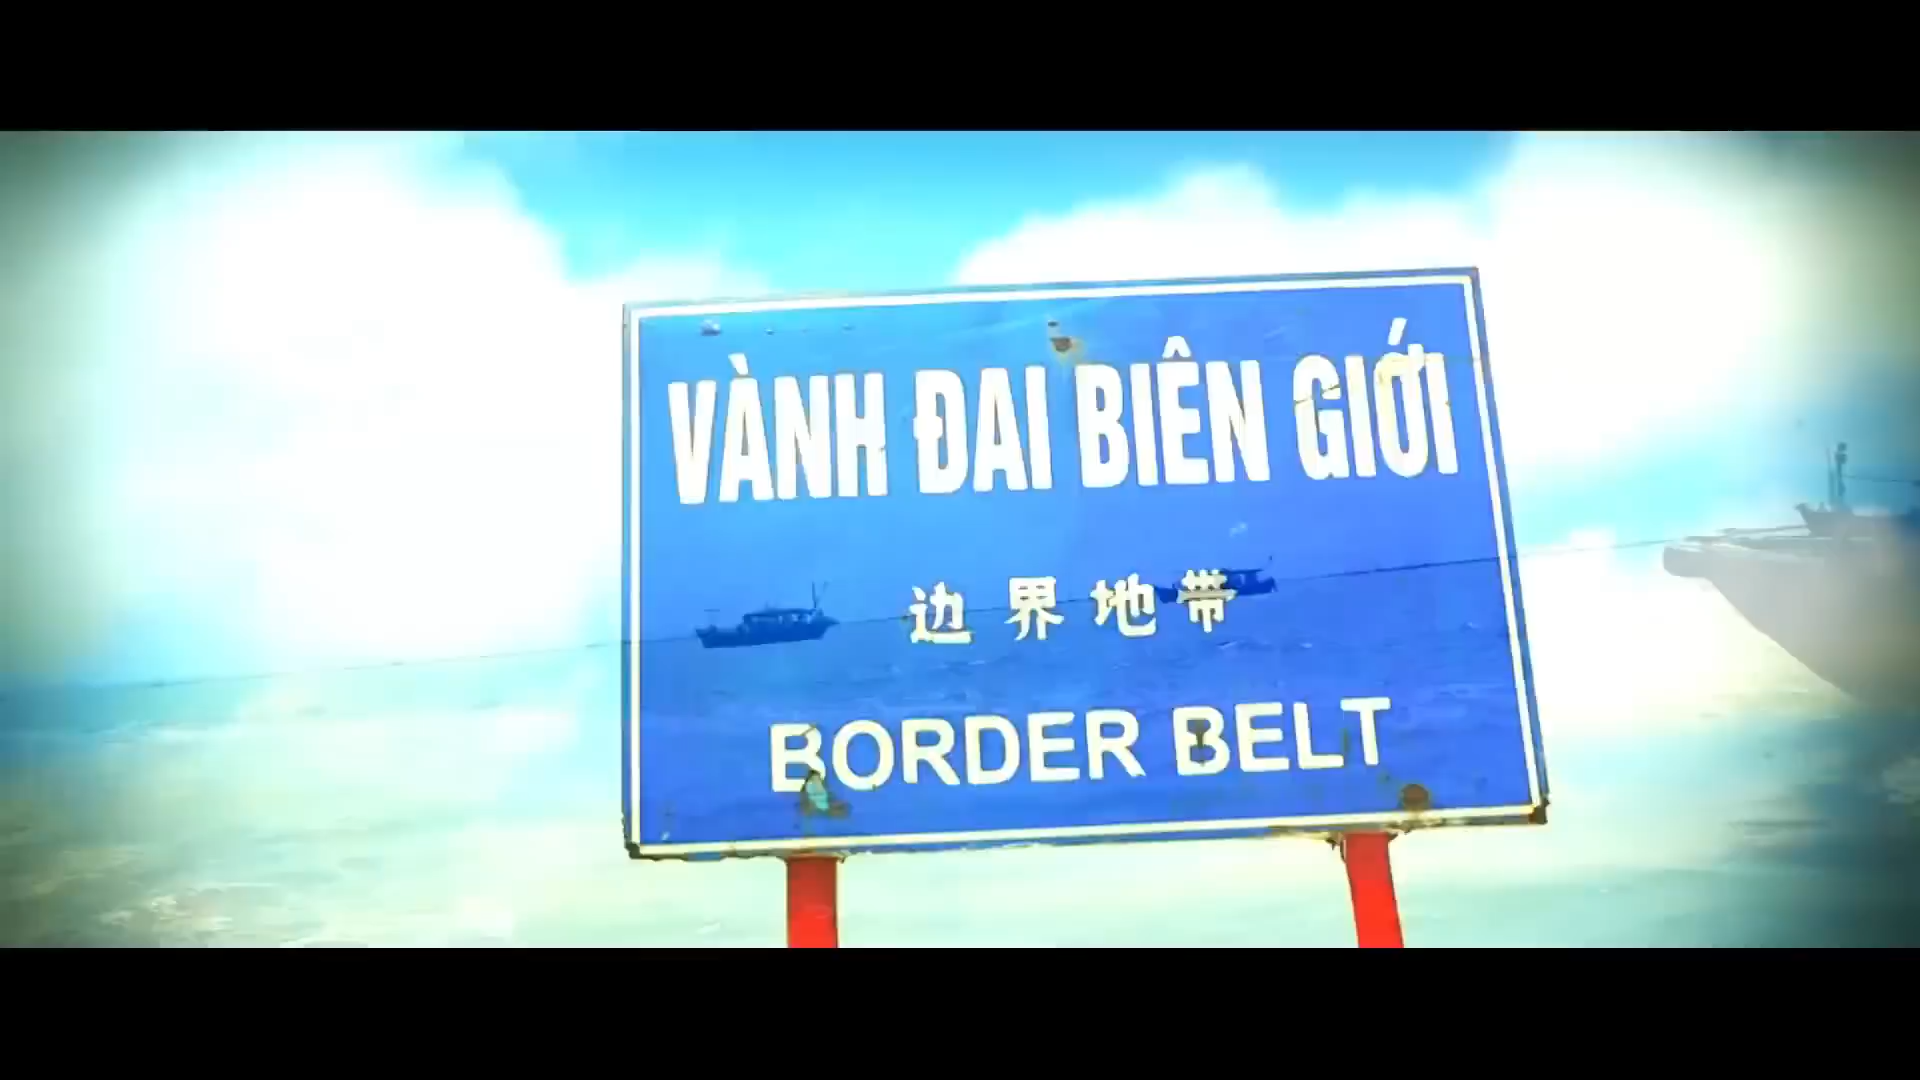 VÀNH ĐAI BIÊN GIỚI
边界地带
BORDER BELT